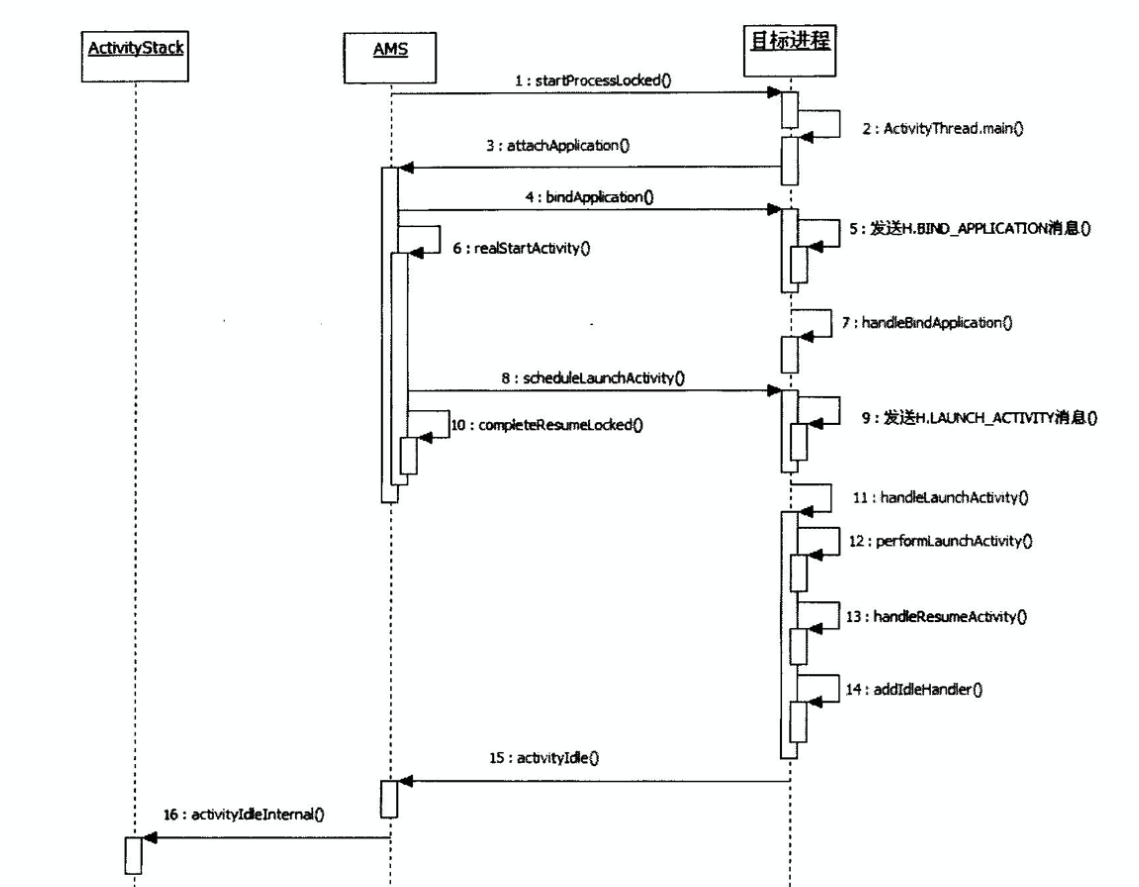 ActivityStack
AMS
目标进程
1 : startProcessLocked()
2 : ActivityThread.main()
3 : attachApplication()
4 : bindApplication()
5 : 发送H.BIND_APPLICATION消息()
6 : realStartActivity()
7 : handleBindApplication()
8 : scheduleLaunchActivity()
9 : 发送H.LAUNCH_ACTIVITY消息()
10 : completeResumeLocked()
11 : handleLaunchActivity()
12 : performLaunchActivity()
13 : handleResumeActivity()
14 : addIdleHandler()
15 : activityIdle()
16 : activityIdleInternal()